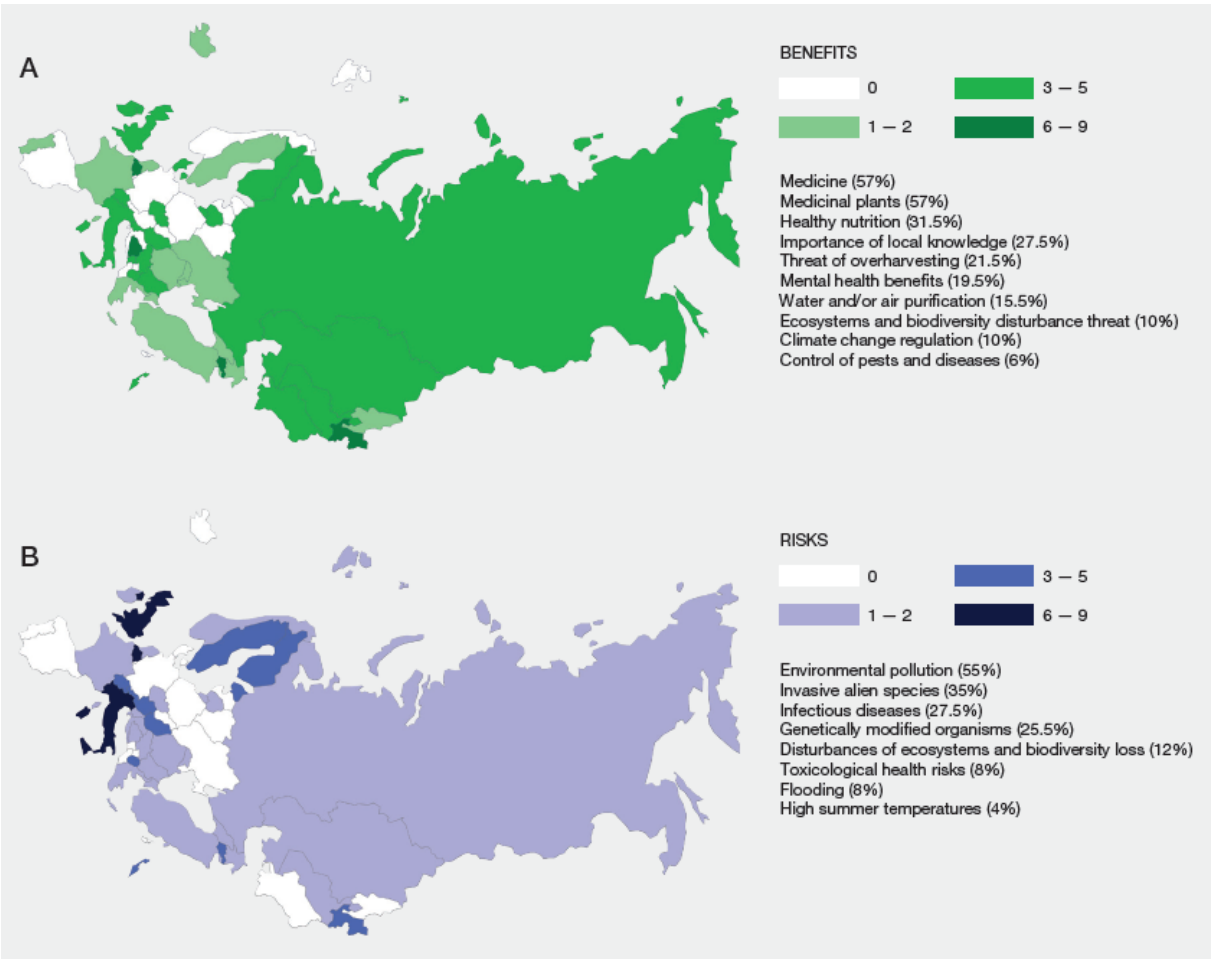 A
BENEFITS
0
3 — 5
1 — 2
6 — 9
Medicine (57%)
Medicinal plants (57%)
Healthy nutrition (31.5%)
Importance of local knowledge (27.5%)
Threat of overharvesting (21.5%)
Mental health benefits (19.5%)
Water and/or air purification (15.5%)
Ecosystems and biodiversity disturbance threat (10%)
Climate change regulation (10%)
Control of pests and diseases (6%)
B
RISKS
0
3 — 5
1 — 2
6 — 9
Environmental pollution (55%)
Invasive alien species (35%)
Infectious diseases (27.5%)
Genetically modified organisms (25.5%)
Disturbances of ecosystems and biodiversity loss (12%)
Toxicological health risks (8%)
Flooding (8%)
High summer temperatures (4%)